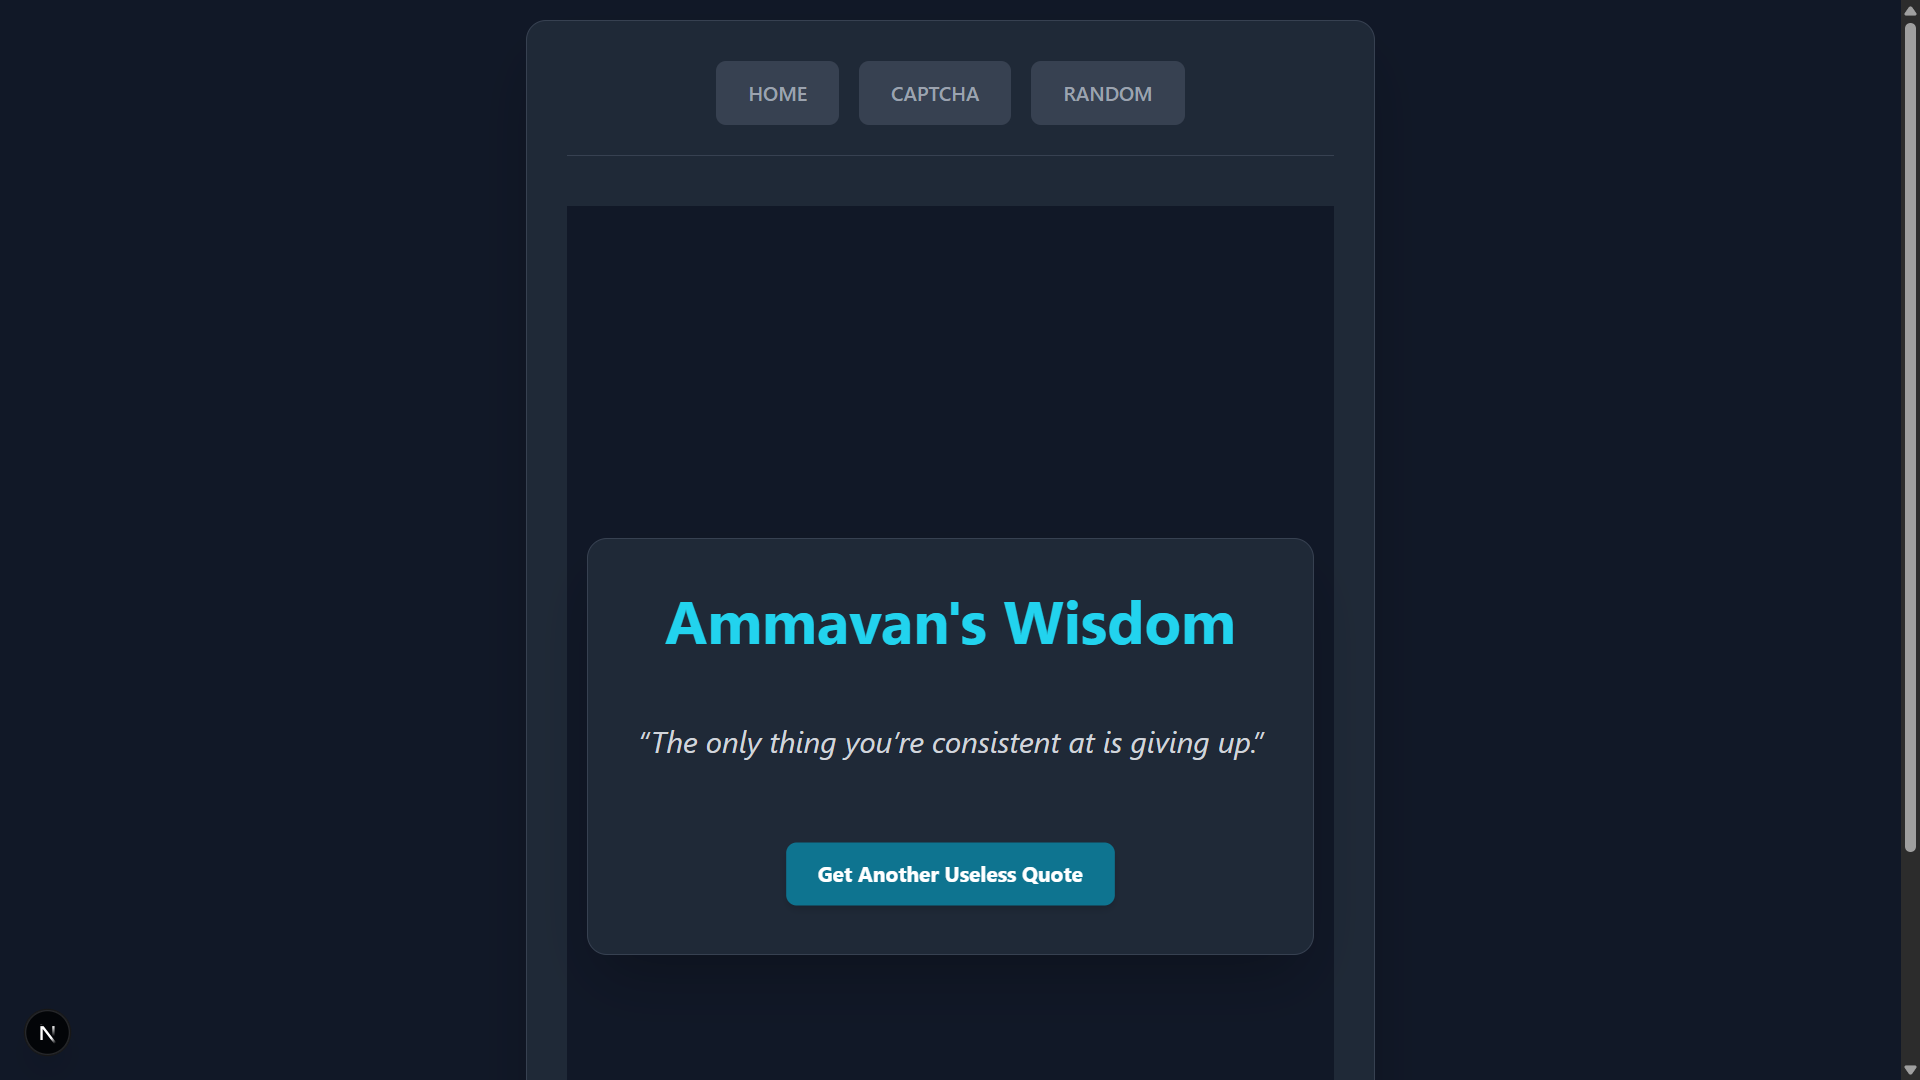 HOME
CAPTCHA
RANDOM
Ammavan's Wisdom
“The only thing you’re consistent at is giving up.”
Get Another Useless Quote
N